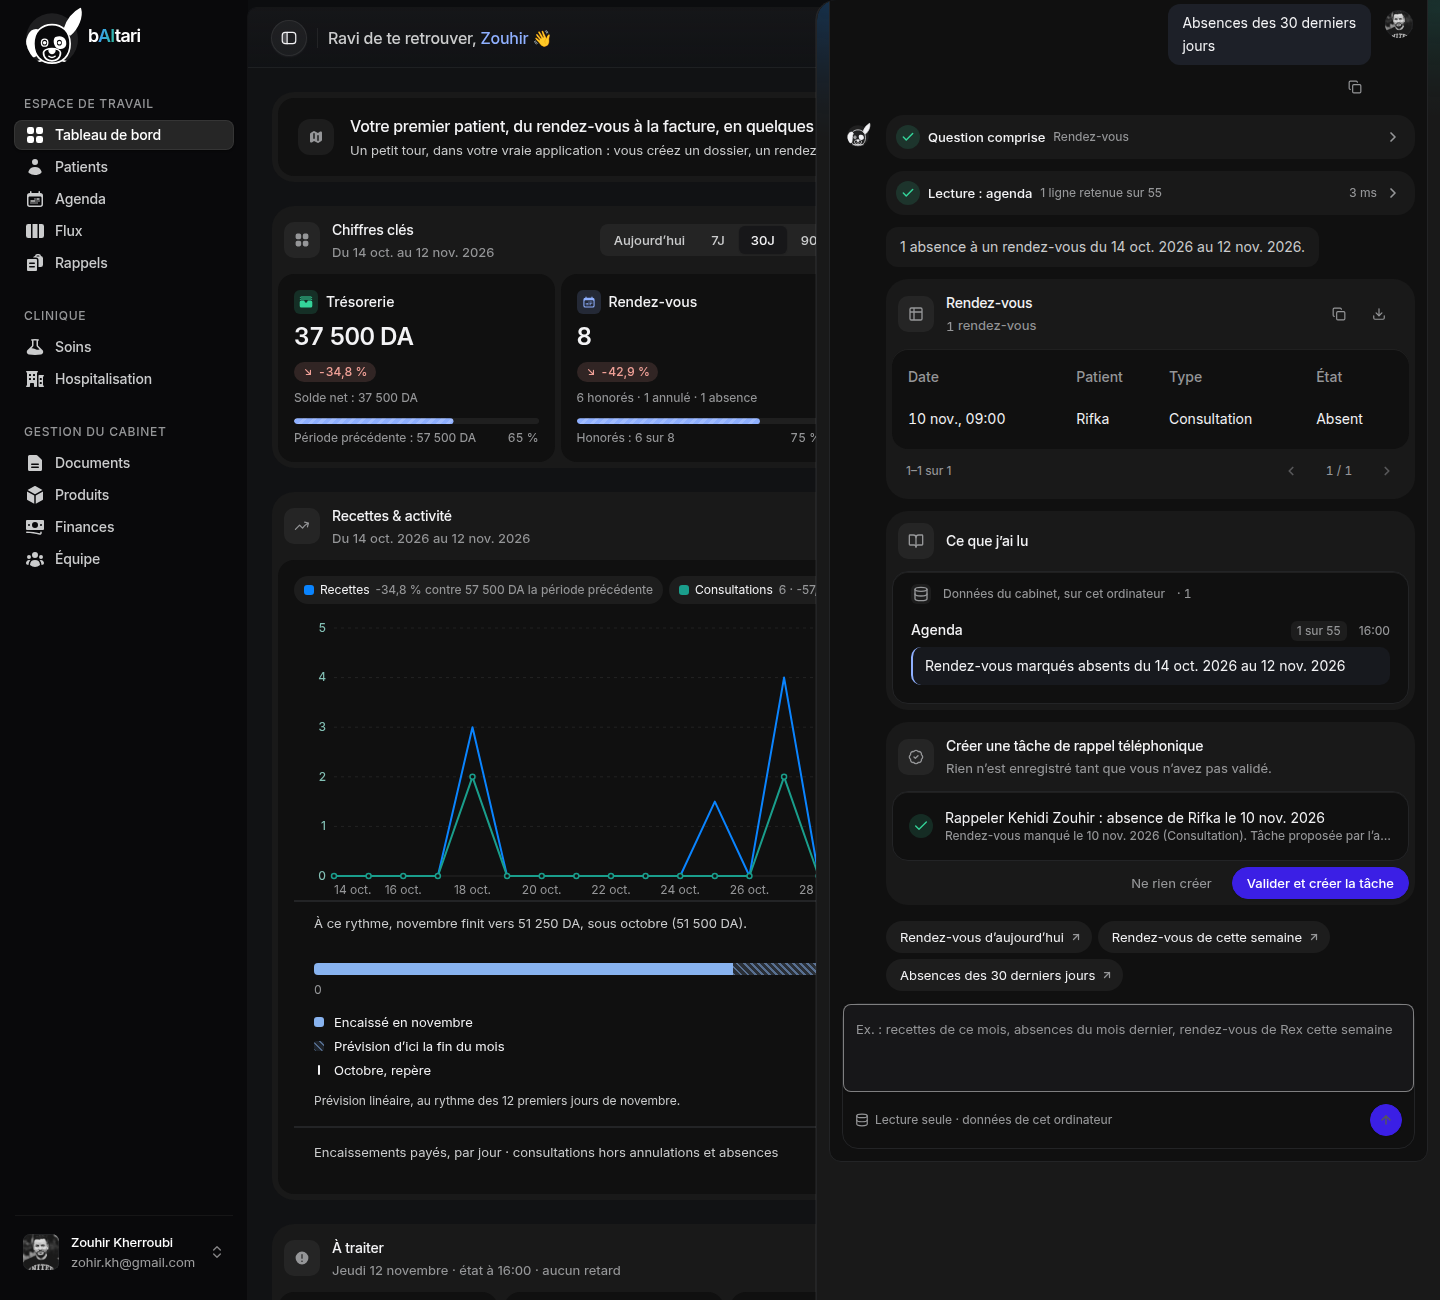 bAItari
ESPACE DE TRAVAIL
Tableau de bord
Patients
Agenda
Flux
Rappels
CLINIQUE
Soins
Hospitalisation
GESTION DU CABINET
Documents
Produits
Finances
Équipe
Zouhir Kherroubi
zohir.kh@gmail.com
Ravi de te retrouver, Zouhir 👋
Votre premier patient, du rendez-vous à la facture, en quelques
Un petit tour, dans votre vraie application : vous créez un dossier, un rendez
Chiffres clés
Du 14 oct. au 12 nov. 2026
Aujourd’hui 7J 30J 90
Trésorerie
37 500 DA
↘ -34,8 %
Solde net : 37 500 DA
Période précédente : 57 500 DA 65 %
Rendez-vous
8
↘ -42,9 %
6 honorés · 1 annulé · 1 absence
Honorés : 6 sur 8 75 %
Recettes & activité
Du 14 oct. 2026 au 12 nov. 2026
Recettes -34,8 % contre 57 500 DA la période précédente
Consultations 6 · -57,
5
4
3
2
1
0
14 oct. 16 oct. 18 oct. 20 oct. 22 oct. 24 oct. 26 oct. 28
À ce rythme, novembre finit vers 51 250 DA, sous octobre (51 500 DA).
0
Encaissé en novembre
Prévision d’ici la fin du mois
Octobre, repère
Prévision linéaire, au rythme des 12 premiers jours de novembre.
Encaissements payés, par jour · consultations hors annulations et absences
À traiter
Jeudi 12 novembre · état à 16:00 · aucun retard
Absences des 30 derniers
jours
Question comprise Rendez-vous
Lecture : agenda 1 ligne retenue sur 55 3 ms
1 absence à un rendez-vous du 14 oct. 2026 au 12 nov. 2026.
Rendez-vous
1 rendez-vous
Date Patient Type État
10 nov., 09:00 Rifka Consultation Absent
1–1 sur 1 1 / 1
Ce que j’ai lu
Données du cabinet, sur cet ordinateur · 1
Agenda 1 sur 55 16:00
Rendez-vous marqués absents du 14 oct. 2026 au 12 nov. 2026
Créer une tâche de rappel téléphonique
Rien n’est enregistré tant que vous n’avez pas validé.
Rappeler Kehidi Zouhir : absence de Rifka le 10 nov. 2026
Rendez-vous manqué le 10 nov. 2026 (Consultation). Tâche proposée par l’a...
Ne rien créer Valider et créer la tâche
Rendez-vous d’aujourd’hui Rendez-vous de cette semaine
Absences des 30 derniers jours
Ex. : recettes de ce mois, absences du mois dernier, rendez-vous de Rex cette semaine
Lecture seule · données de cet ordinateur